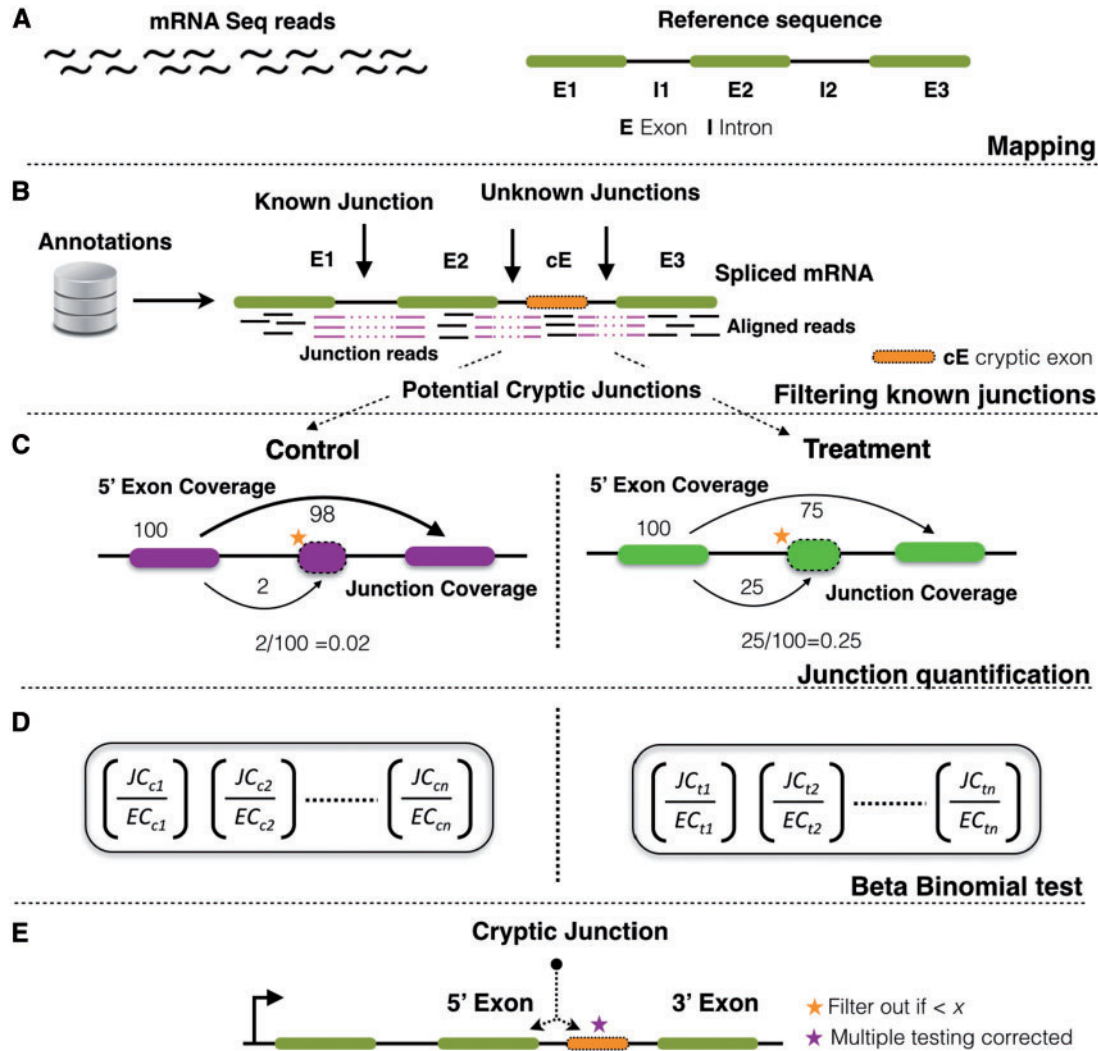 A
mRNA Seq reads
Reference sequence
E1 I1 E2 I2 E3
E Exon I Intron
Mapping
B
Known Junction
Unknown Junctions
Annotations
E1 E2 cE E3
Spliced mRNA
Junction reads
Aligned reads
cE cryptic exon
Potential Cryptic Junctions
Filtering known junctions
C
Control
5' Exon Coverage
100
98
2
Junction Coverage
2/100 =0.02
Treatment
5' Exon Coverage
100
75
25
Junction Coverage
25/100=0.25
Junction quantification
D
JCc1 JCc2 JCcn
ECc1 ECc2 ECcn
JCt1 JCt2 JCtn
ECt1 ECt2 ECtn
Beta Binomial test
E
Cryptic Junction
5' Exon
3' Exon
Filter out if < x
Multiple testing corrected